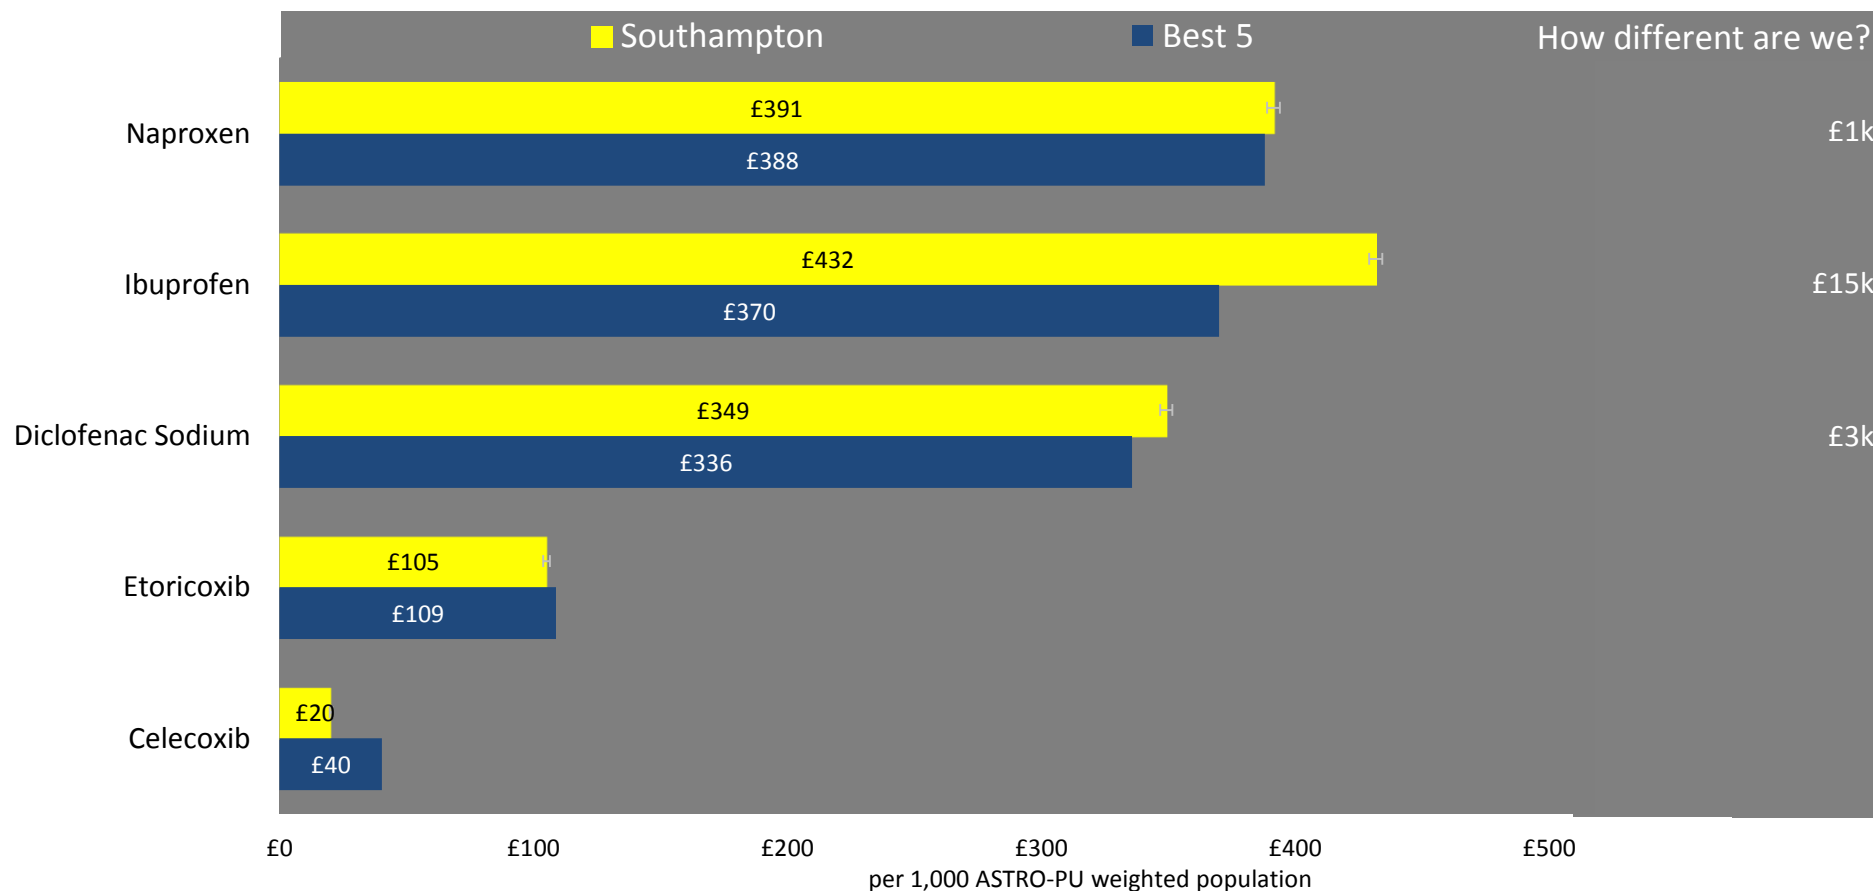 Southampton Best 5 How different are we?
Naproxen £391 £388 £1k
Ibuprofen £432 £370 £15k
Diclofenac Sodium £349 £336 £3k
Etoricoxib £105 £109
Celecoxib £20 £40
£0 £100 £200 £300 £400 £500
per 1,000 ASTRO-PU weighted population